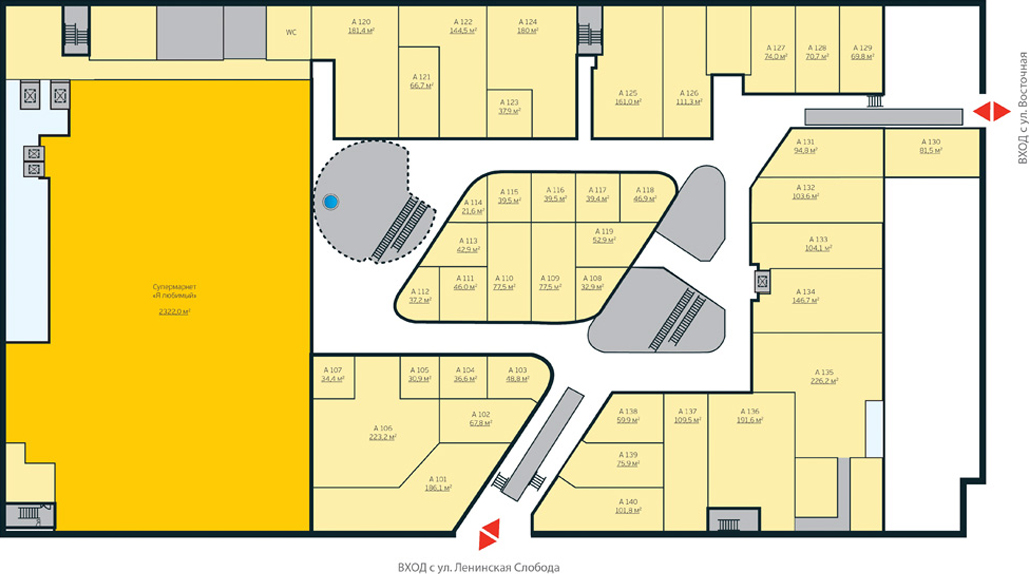 WC
А 120
181,4 м²
А 122
144,5 м²
А 124
180 м²
А 121
66,7 м²
А 123
37,9 м²
А 125
161,0 м²
А 126
111,3 м²
А 127
74,0 м²
А 128
70,7 м²
А 129
69,8 м²
ВХОД с ул. Восточная
А 131
94,8 м²
А 130
81,5 м²
А 132
103,6 м²
А 133
104,1 м²
А 134
146,7 м²
А 135
226,2 м²
А 114
21,6 м²
А 115
39,5 м²
А 116
39,5 м²
А 117
39,4 м²
А 118
46,9 м²
А 113
42,9 м²
А 119
52,9 м²
А 112
37,2 м²
А 111
46,0 м²
А 110
77,5 м²
А 109
77,5 м²
А 108
32,9 м²
Супермаркет
«Я любимый»
2322,0 м²
А 107
34,4 м²
А 105
30,9 м²
А 104
36,6 м²
А 103
48,8 м²
А 106
223,2 м²
А 102
67,8 м²
А 101
186,1 м²
А 138
59,9 м²
А 137
109,5 м²
А 136
191,6 м²
А 139
75,9 м²
А 140
101,8 м²
ВХОД с ул. Ленинская Слобода